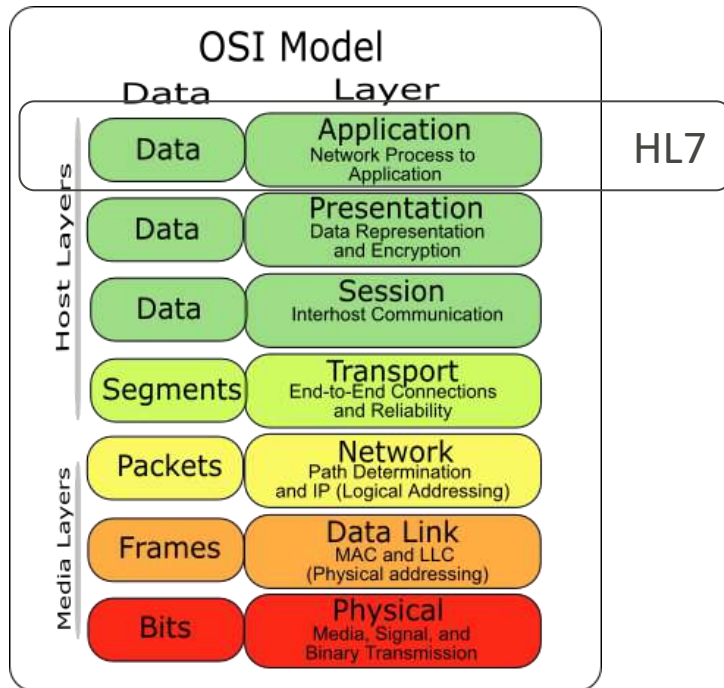 OSI Model
Data Layer
Data Application
Network Process to
Application
HL7
Data Presentation
Data Representation
and Encryption
Data Session
Interhost Communication
Segments Transport
End-to-End Connections
and Reliability
Host Layers
Packets Network
Path Determination
and IP (Logical Addressing)
Frames Data Link
MAC and LLC
(Physical addressing)
Bits Physical
Media, Signal, and
Binary Transmission
Media Layers